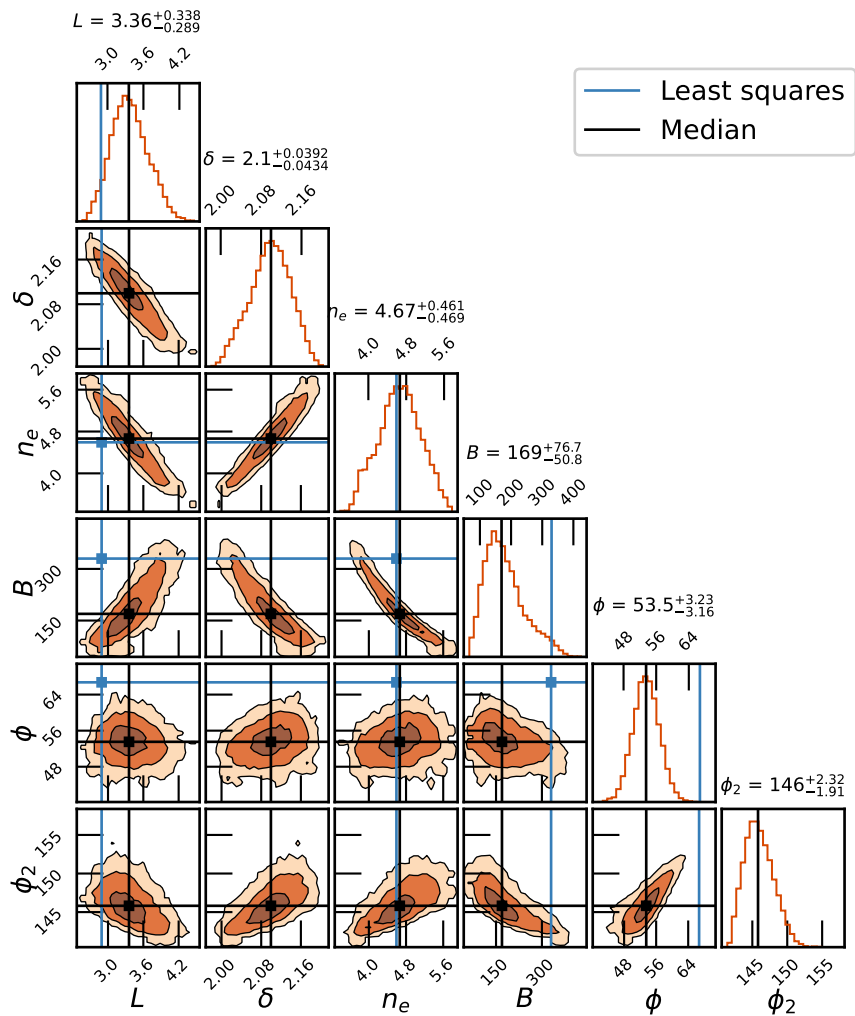 L = 3.36 +0.338 −0.289
3.0 3.6 4.2
Least squares
Median
δ = 2.1 +0.0392 −0.0434
2.00 2.08 2.16
δ
2.16
2.08
2.00
n_e = 4.67 +0.461 −0.469
4.0 4.8 5.6
n_e
5.6
4.8
4.0
B = 169 +76.7 −50.8
100 200 300 400
B
300
150
ϕ = 53.5 +3.23 −3.16
48 56 64
ϕ
64
56
48
ϕ_2 = 146 +2.32 −1.91
ϕ_2
155
150
145
3.0 3.6 4.2 2.00 2.08 2.16 4.0 4.8 5.6 150 300 48 56 64 145 150 155
L δ n_e B ϕ ϕ_2